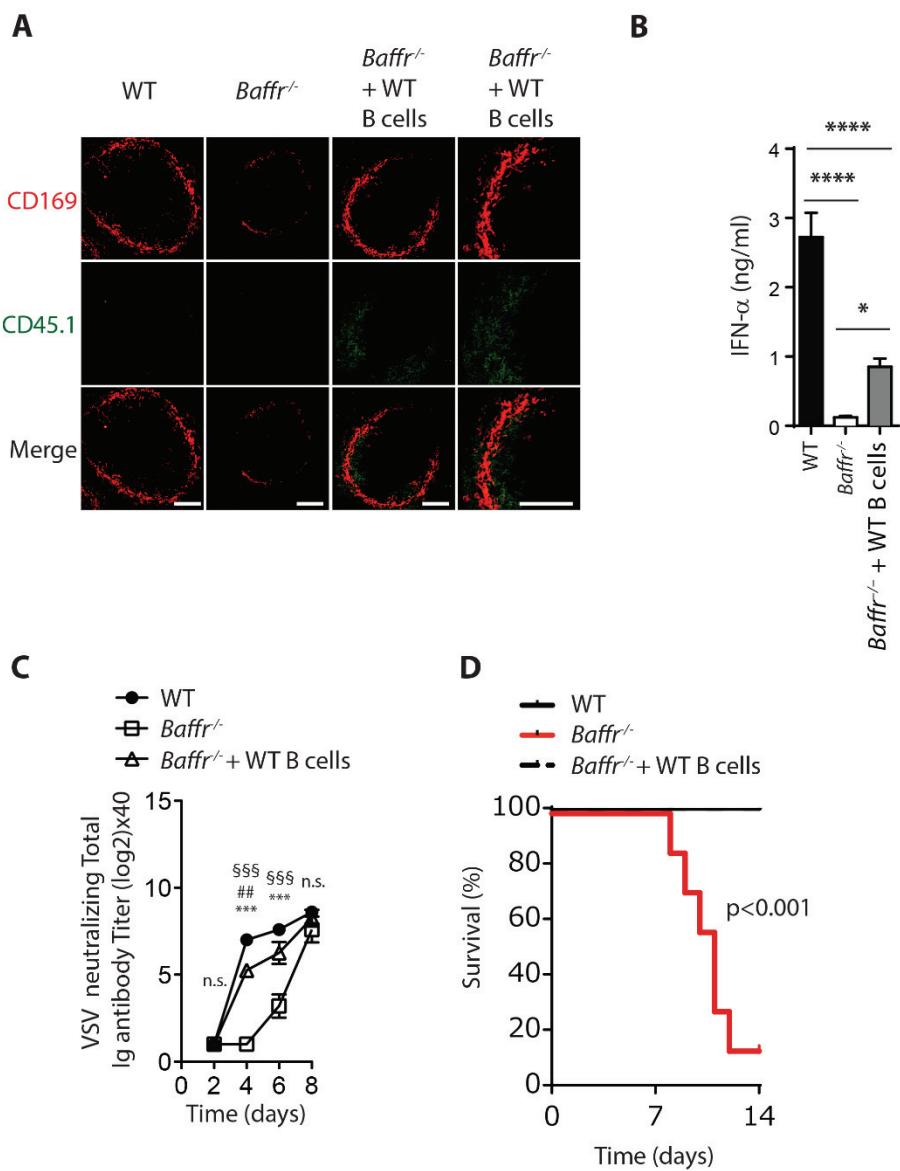 A
WT
Baffr-/-
Baffr-/-
+ WT
B cells
Baffr-/-
+ WT
B cells
CD169
CD45.1
Merge
B
****
****
*
4
3
2
1
0
IFN-α (ng/ml)
WT
Baffr-/-
Baffr-/- + WT B cells
C
WT
Baffr-/-
Baffr-/- + WT B cells
VSV neutralizing Total
Ig antibody Titer (log2)x40
15
10
5
0
n.s.
§§§
##
***
§§§
***
n.s.
0 2 4 6 8
Time (days)
D
WT
Baffr-/-
Baffr-/- + WT B cells
Survival (%)
100
80
60
40
20
0
p<0.001
0 7 14
Time (days)